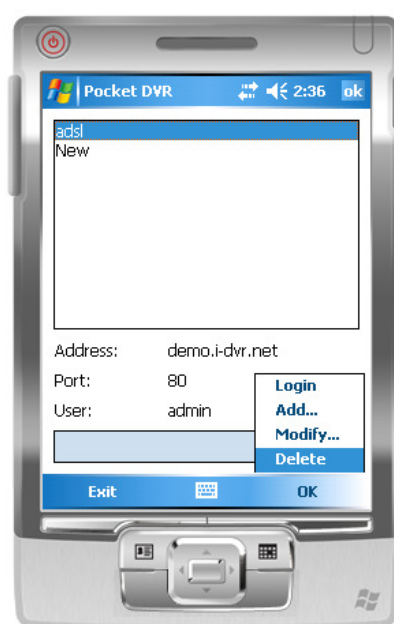 Pocket DVR 2:36 ok
adsl
New
Address: demo.i-dvr.net
Port: 80
User: admin
Login
Add...
Modify...
Delete
Exit OK